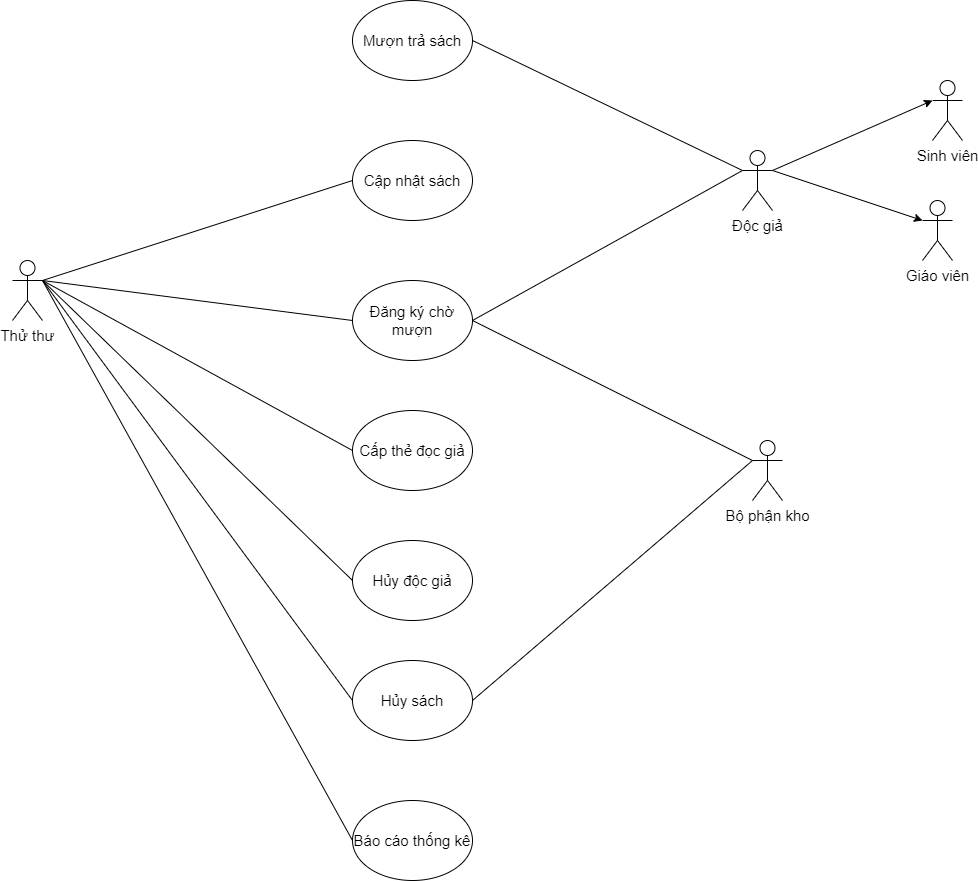 Mượn trả sách
Sinh viên
Cập nhật sách
Độc giả
Giáo viên
Thử thư
Đăng ký chờ
mượn
Cấp thẻ đọc giả
Bộ phận kho
Hủy độc giả
Hủy sách
Báo cáo thống kê